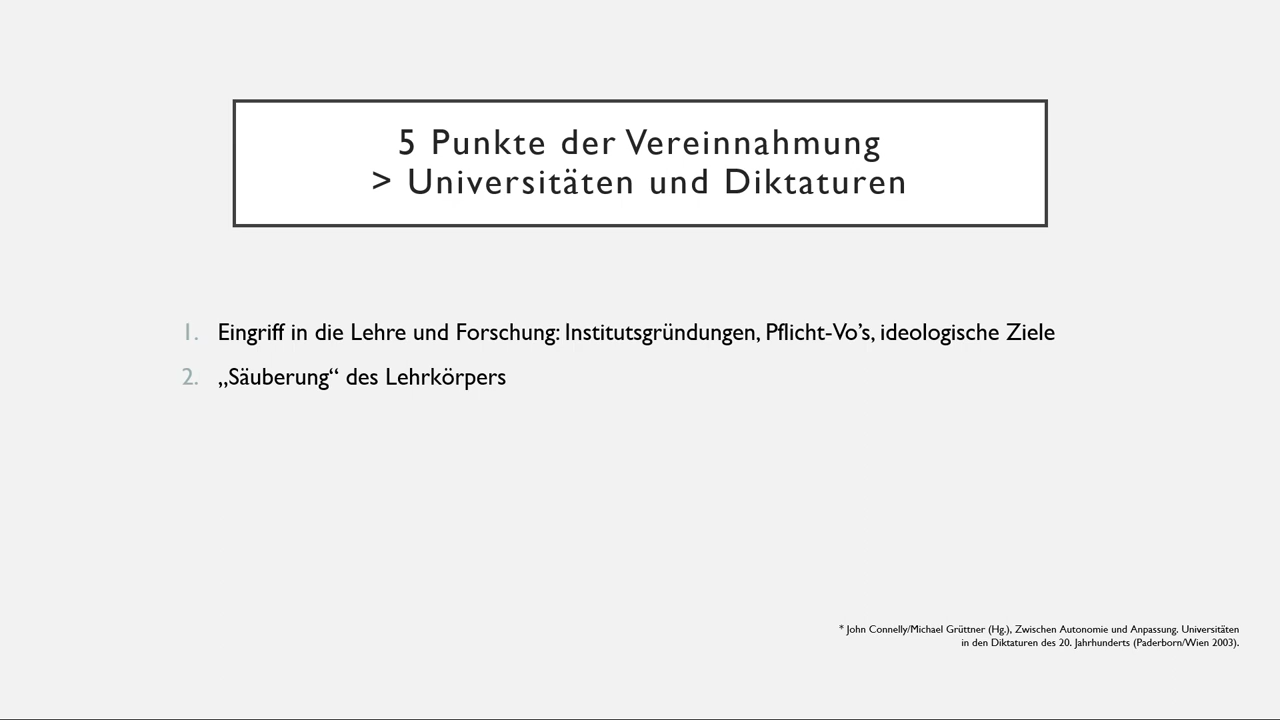 5 Punkte der Vereinnahmung
> Universitäten und Diktaturen
1. Eingriff in die Lehre und Forschung: Institutsgründungen, Pflicht-Vo’s, ideologische Ziele
2. „Säuberung“ des Lehrkörpers
* John Connelly/Michael Grüttner (Hg.), Zwischen Autonomie und Anpassung. Universitäten
in den Diktaturen des 20. Jahrhunderts (Paderborn/Wien 2003).